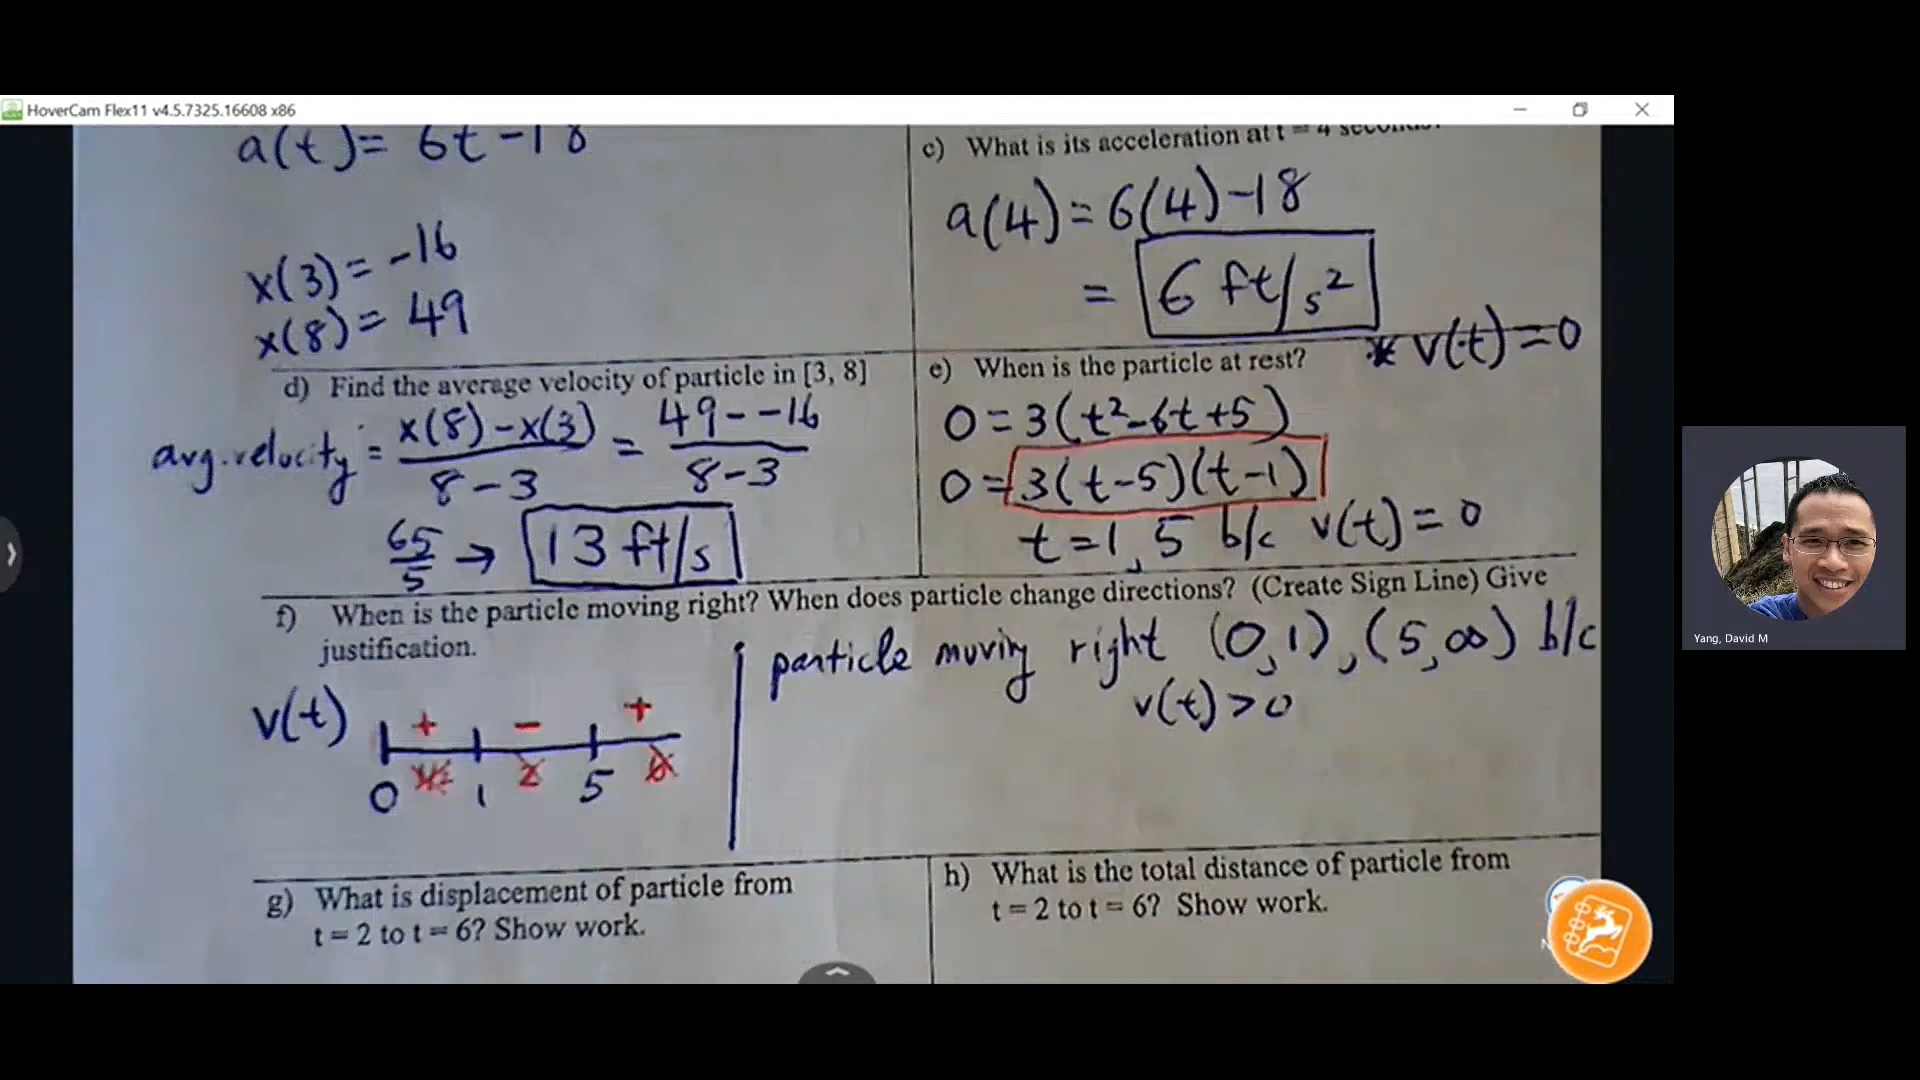 HoverCam Flex11 v4.5.7325.16608 x86
a(t) = 6t - 18
c) What is its acceleration at t = 4 seconds?
a(4) = 6(4) - 18
= 6 ft/s²
x(3) = -16
x(8) = 49
* v(t) = 0
d) Find the average velocity of particle in [3, 8]
avg. velocity = x(8) - x(3) / 8 - 3 = 49 - -16 / 8 - 3
65/5 → 13 ft/s
e) When is the particle at rest?
0 = 3(t² - 6t + 5)
0 = 3(t-5)(t-1)
t = 1, 5 b/c v(t) = 0
f) When is the particle moving right? When does particle change directions? (Create Sign Line) Give
justification.
particle moving right (0,1), (5,∞) b/c
v(t) > 0
v(t) + - +
0 1 2 5
g) What is displacement of particle from
t = 2 to t = 6? Show work.
h) What is the total distance of particle from
t = 2 to t = 6? Show work.
Yang, David M